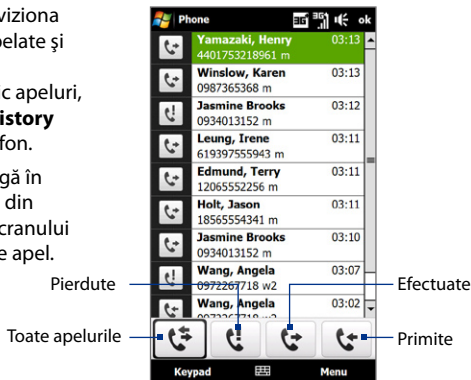 viziona
pelate și
ic apeluri,
istory
fon.
gă în
din
cranului
e apel.
Phone
ok
Yamazaki, Henry 03:13
4401753218961 m
Winslow, Karen 03:13
0987365368 m
Jasmine Brooks 03:12
0934013152 m
Leung, Irene 03:11
619397555943 m
Edmund, Terry 03:11
12065552256 m
Holt, Jason 03:11
18565554341 m
Jasmine Brooks 03:10
0934013152 m
Wang, Angela 03:07
0972267718 w2
Wang, Angela 03:02
0972267718 w2
Pierdute
Efectuate
Toate apelurile
Primite
Keypad Menu